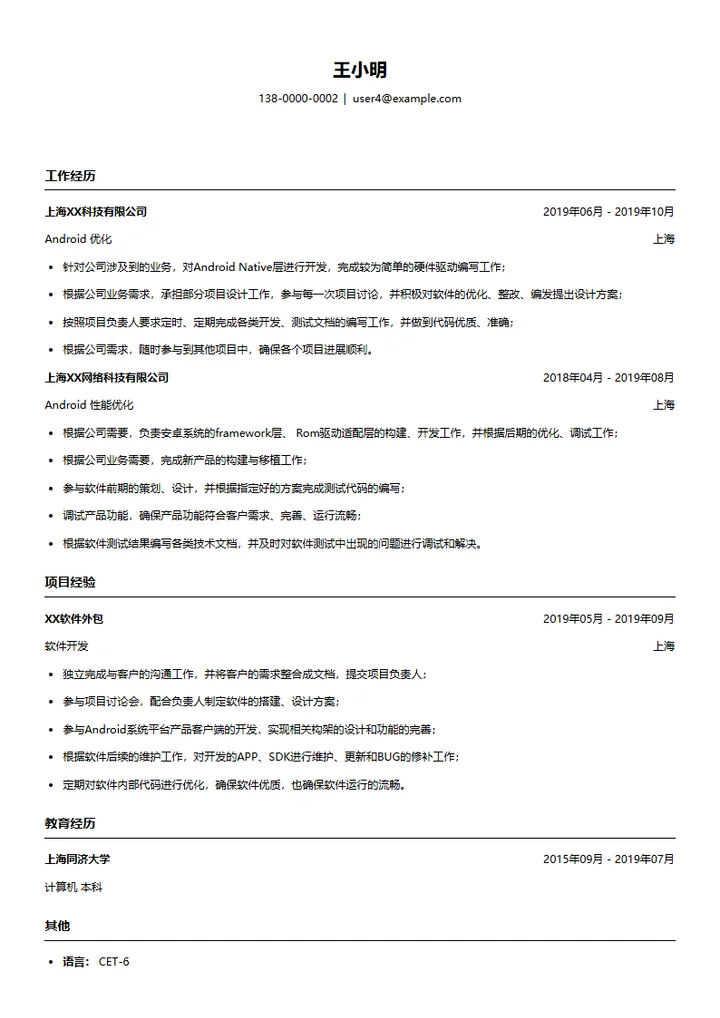 王小明
138-0000-0002 | user4@example.com
工作经历
上海XX科技有限公司 2019年06月 - 2019年10月
Android 优化 上海
• 针对公司涉及到的业务，对Android Native层进行开发，完成较为简单的硬件驱动编写工作；
• 根据公司业务需求，承担部分项目设计工作，参与每一次项目讨论，并积极对软件的优化、整改、编发提出设计方案；
• 按照项目负责人要求定时、定期完成各类开发、测试文档的编写工作，并做到代码优质、准确；
• 根据公司需求，随时参与到其他项目中，确保各个项目进展顺利。
上海XX网络科技有限公司 2018年04月 - 2019年08月
Android 性能优化 上海
• 根据公司需要，负责安卓系统的framework层、 Rom驱动适配层的构建、开发工作，并根据后期的优化、调试工作；
• 根据公司业务需要，完成新产品的构建与移植工作；
• 参与软件前期的策划、设计，并根据指定好的方案完成测试代码的编写；
• 调试产品功能，确保产品功能符合客户需求、完善、运行流畅；
• 根据软件测试结果编写各类技术文档，并及时对软件测试中出现的问题进行调试和解决。
项目经验
XX软件外包 2019年05月 - 2019年09月
软件开发 上海
• 独立完成与客户的沟通工作，并将客户的需求整合成文档，提交项目负责人；
• 参与项目讨论会，配合负责人制定软件的搭建、设计方案；
• 参与Android系统平台产品客户端的开发，实现相关构架的设计和功能的完善；
• 根据软件后续的维护工作，对开发的APP、SDK进行维护、更新和BUG的修补工作；
• 定期对软件内部代码进行优化，确保软件优质，也确保软件运行的流畅。
教育经历
上海同济大学 2015年09月 - 2019年07月
计算机 本科
其他
• 语言： CET-6